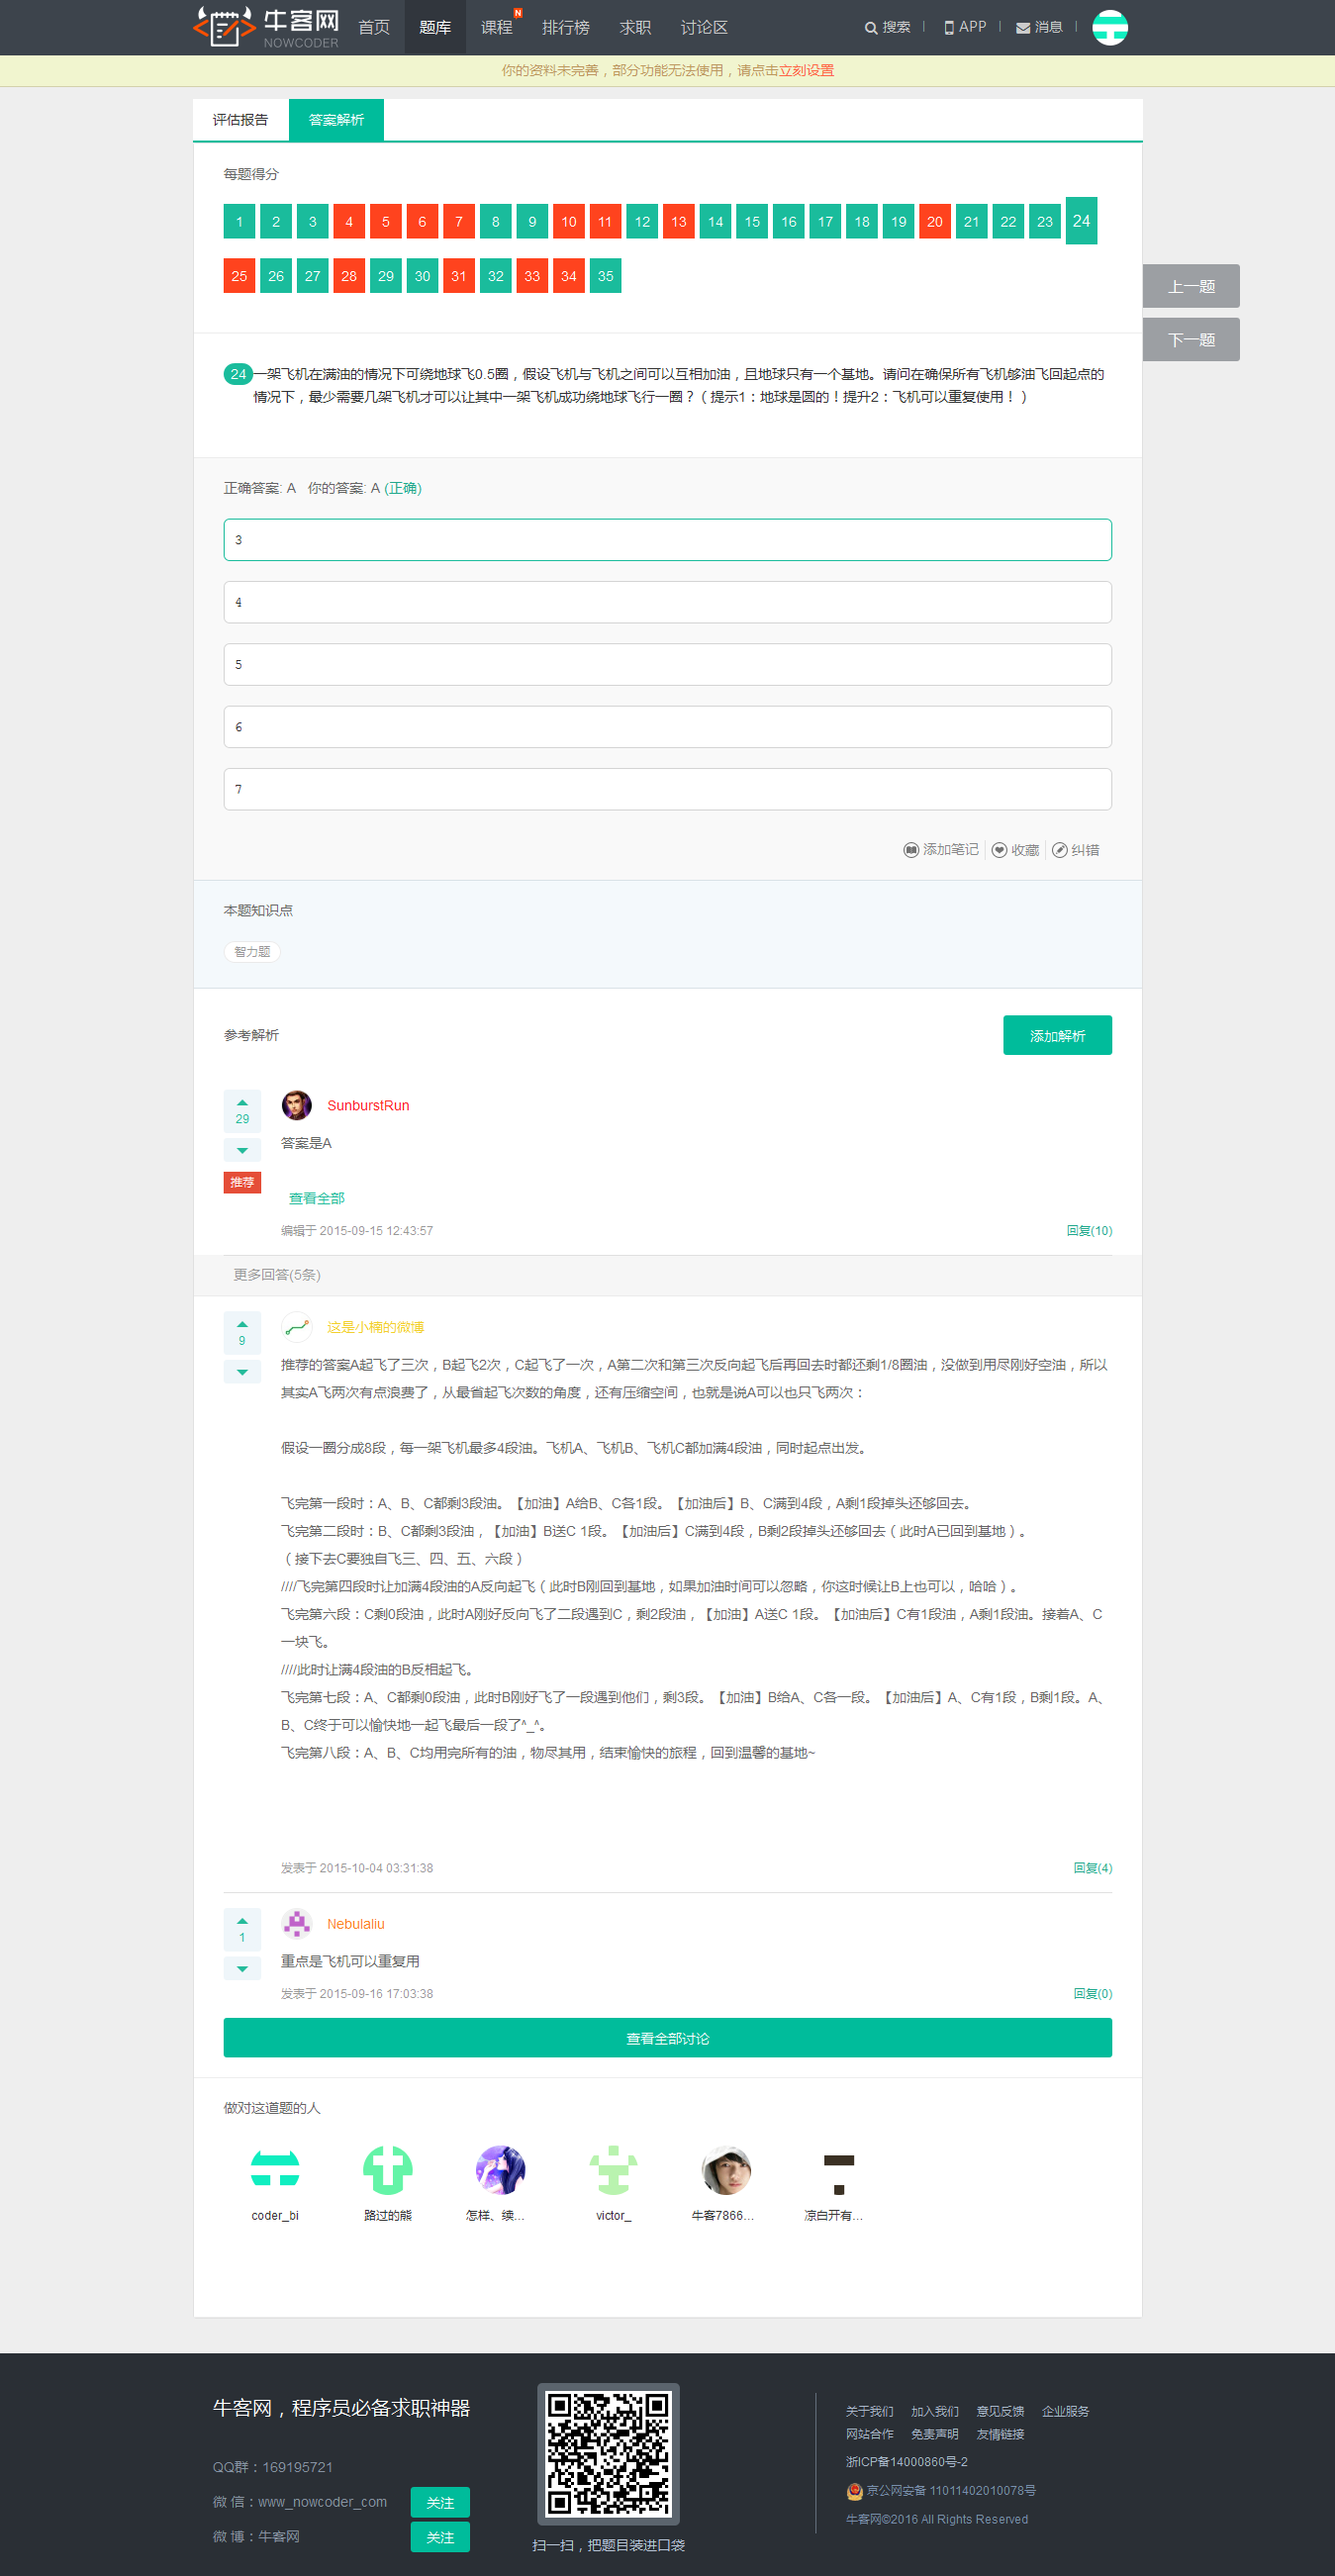 牛客网
NOWCODER
首页 题库 课程 N 排行榜 求职 讨论区 搜索 APP 消息
你的资料未完善，部分功能无法使用，请点击立刻设置
评估报告 答案解析
每题得分
1 2 3 4 5 6 7 8 9 10 11 12 13 14 15 16 17 18 19 20 21 22 23 24
25 26 27 28 29 30 31 32 33 34 35
上一题
下一题
24 一架飞机在满油的情况下可绕地球飞0.5圈，假设飞机与飞机之间可以互相加油，且地球只有一个基地。请问在确保所有飞机够油飞回起点的
情况下，最少需要几架飞机才可以让其中一架飞机成功绕地球飞行一圈？（提示1：地球是圆的！提升2：飞机可以重复使用！）
正确答案: A 你的答案: A (正确)
3
4
5
6
7
添加笔记 收藏 纠错
本题知识点
智力题
参考解析 添加解析
29 SunburstRun
答案是A
推荐
查看全部
编辑于 2015-09-15 12:43:57 回复(10)
更多回答(5条)
9 这是小楠的微博
推荐的答案A起飞了三次，B起飞2次，C起飞了一次，A第二次和第三次反向起飞后再回去时都还剩1/8圈油，没做到用尽刚好空油，所以
其实A飞两次有点浪费了，从最省起飞次数的角度，还有压缩空间，也就是说A可以也只飞两次：
假设一圈分成8段，每一架飞机最多4段油。飞机A、飞机B、飞机C都加满4段油，同时起点出发。
飞完第一段时：A、B、C都剩3段油。【加油】A给B、C各1段。【加油后】B、C满到4段，A剩1段掉头还够回去。
飞完第二段时：B、C都剩3段油，【加油】B送C 1段。【加油后】C满到4段，B剩2段掉头还够回去（此时A已回到基地）。
（接下去C要独自飞三、四、五、六段）
////飞完第四段时让加满4段油的A反向起飞（此时B刚回到基地，如果加油时间可以忽略，你这时候让B上也可以，哈哈）。
飞完第六段：C剩0段油，此时A刚好反向飞了二段遇到C，剩2段油，【加油】A送C 1段。【加油后】C有1段油，A剩1段油。接着A、C
一块飞。
////此时让满4段油的B反相起飞。
飞完第七段：A、C都剩0段油，此时B刚好飞了一段遇到他们，剩3段。【加油】B给A、C各一段。【加油后】A、C有1段，B剩1段。A、
B、C终于可以愉快地一起飞最后一段了^_^。
飞完第八段：A、B、C均用完所有的油，物尽其用，结束愉快的旅程，回到温馨的基地~
发表于 2015-10-04 03:31:38 回复(4)
1 Nebulaliu
重点是飞机可以重复用
发表于 2015-09-16 17:03:38 回复(0)
查看全部讨论
做对这道题的人
coder_bi 路过的熊 怎样、续... victor_ 牛客7866... 凉白开有...
牛客网，程序员必备求职神器
QQ群：169195721
微 信：www_nowcoder_com 关注
微 博：牛客网 关注
扫一扫，把题目装进口袋
关于我们 加入我们 意见反馈 企业服务
网站合作 免责声明 友情链接
浙ICP备14000860号-2
京公网安备 11011402010078号
牛客网©2016 All Rights Reserved